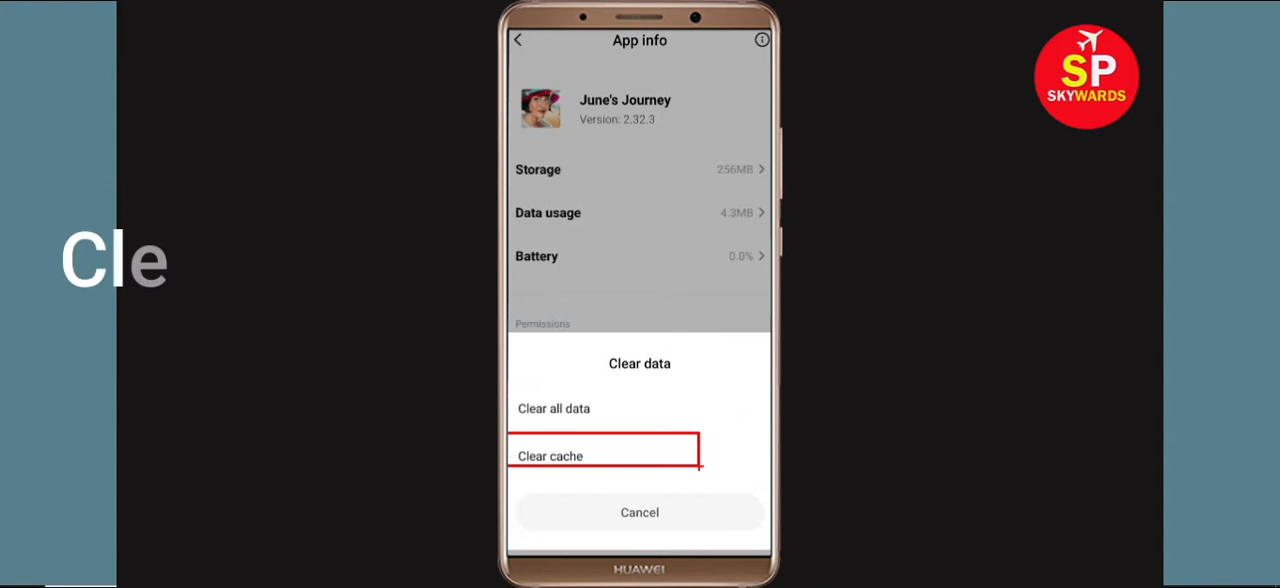 App info
SP
SKYWARDS
June's Journey
Version: 2.32.3
Storage 256MB
Data usage 4.3MB
Cle
Battery 0.0%
Permissions
Clear data
Clear all data
Clear cache
Cancel
HUAWEI